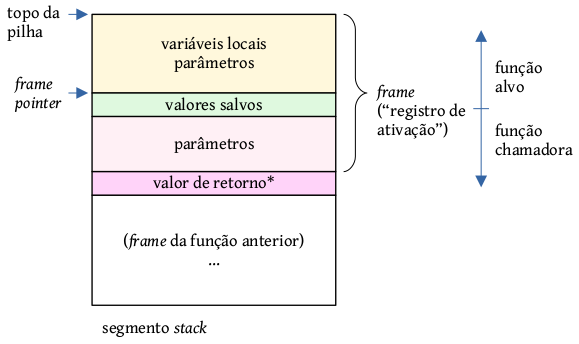 topo da
pilha
variáveis locais
parâmetros
frame
pointer
valores salvos
parâmetros
valor de retorno*
(frame da função anterior)
...
segmento stack
frame
("registro de
ativação")
função
alvo
função
chamadora